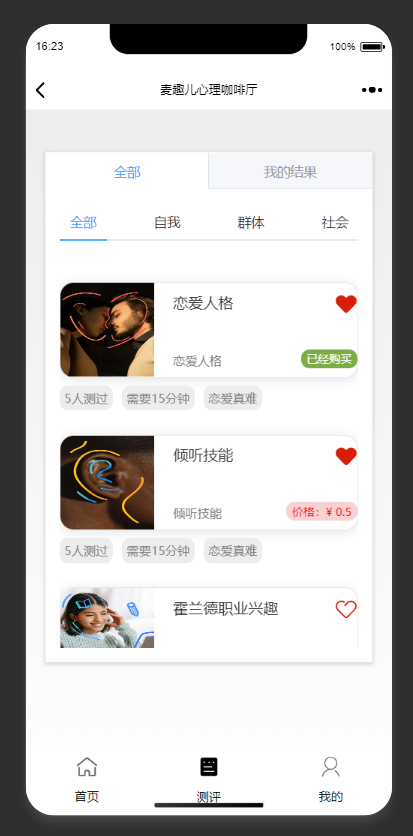 16:23
100%
麦趣儿心理咖啡厅
全部
我的结果
全部 自我 群体 社会
恋爱人格
恋爱人格
已经购买
5人测过 需要15分钟 恋爱真难
倾听技能
倾听技能
价格：¥ 0.5
5人测过 需要15分钟 恋爱真难
霍兰德职业兴趣
首页 测评 我的